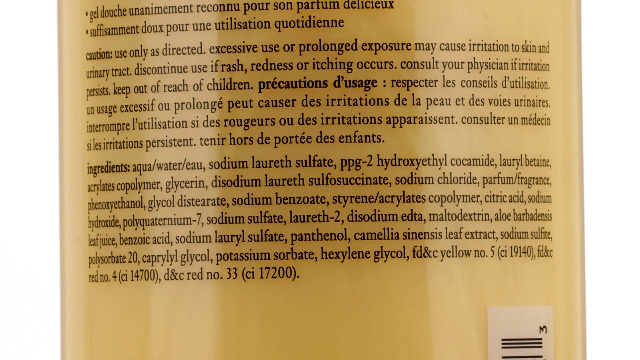 • gel douche unanimement reconnu pour son parfum délicieux
• suffisamment doux pour une utilisation quotidienne
caution: use only as directed. excessive use or prolonged exposure may cause irritation to skin and
urinary tract. discontinue use if rash, redness or itching occurs. consult your physician if irritation
persists. keep out of reach of children. précautions d'usage : respecter les conseils d'utilisation.
un usage excessif ou prolongé peut causer des irritations de la peau et des voies urinaires.
interrompre l'utilisation si des rougeurs ou des irritations apparaissent. consulter un médecin
si les irritations persistent. tenir hors de portée des enfants.
ingredients: aqua/water/eau, sodium laureth sulfate, ppg-2 hydroxyethyl cocamide, lauryl betaine,
acrylates copolymer, glycerin, disodium laureth sulfosuccinate, sodium chloride, parfum/fragrance,
phenoxyethanol, glycol distearate, sodium benzoate, styrene/acrylates copolymer, citric acid, sodium
hydroxide, polyquaternium-7, sodium sulfate, laureth-2, disodium edta, maltodextrin, aloe barbadensis
leaf juice, benzoic acid, sodium lauryl sulfate, panthenol, camellia sinensis leaf extract, sodium sulfite,
polysorbate 20, caprylyl glycol, potassium sorbate, hexylene glycol, fd&c yellow no. 5 (ci 19140), fd&c
red no. 4 (ci 14700), d&c red no. 33 (ci 17200).
3